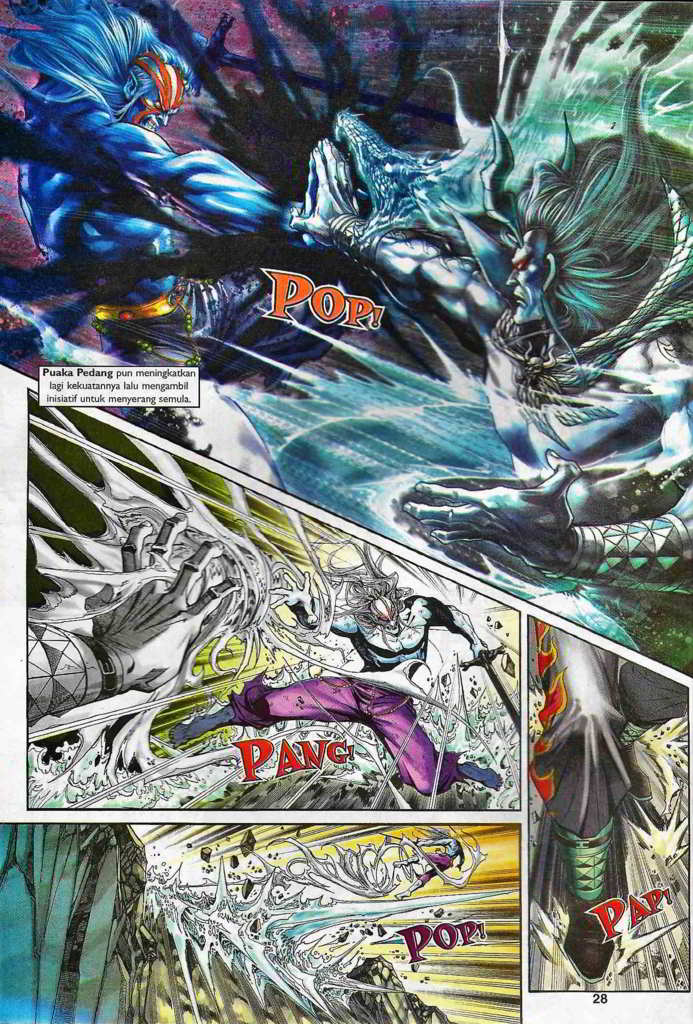 POP!
Puaka Pedang pun meningkatkan
lagi kekuatannya lalu mengambil
inisiatif untuk menyerang semula.
PANG!
PAP!
POP!
28